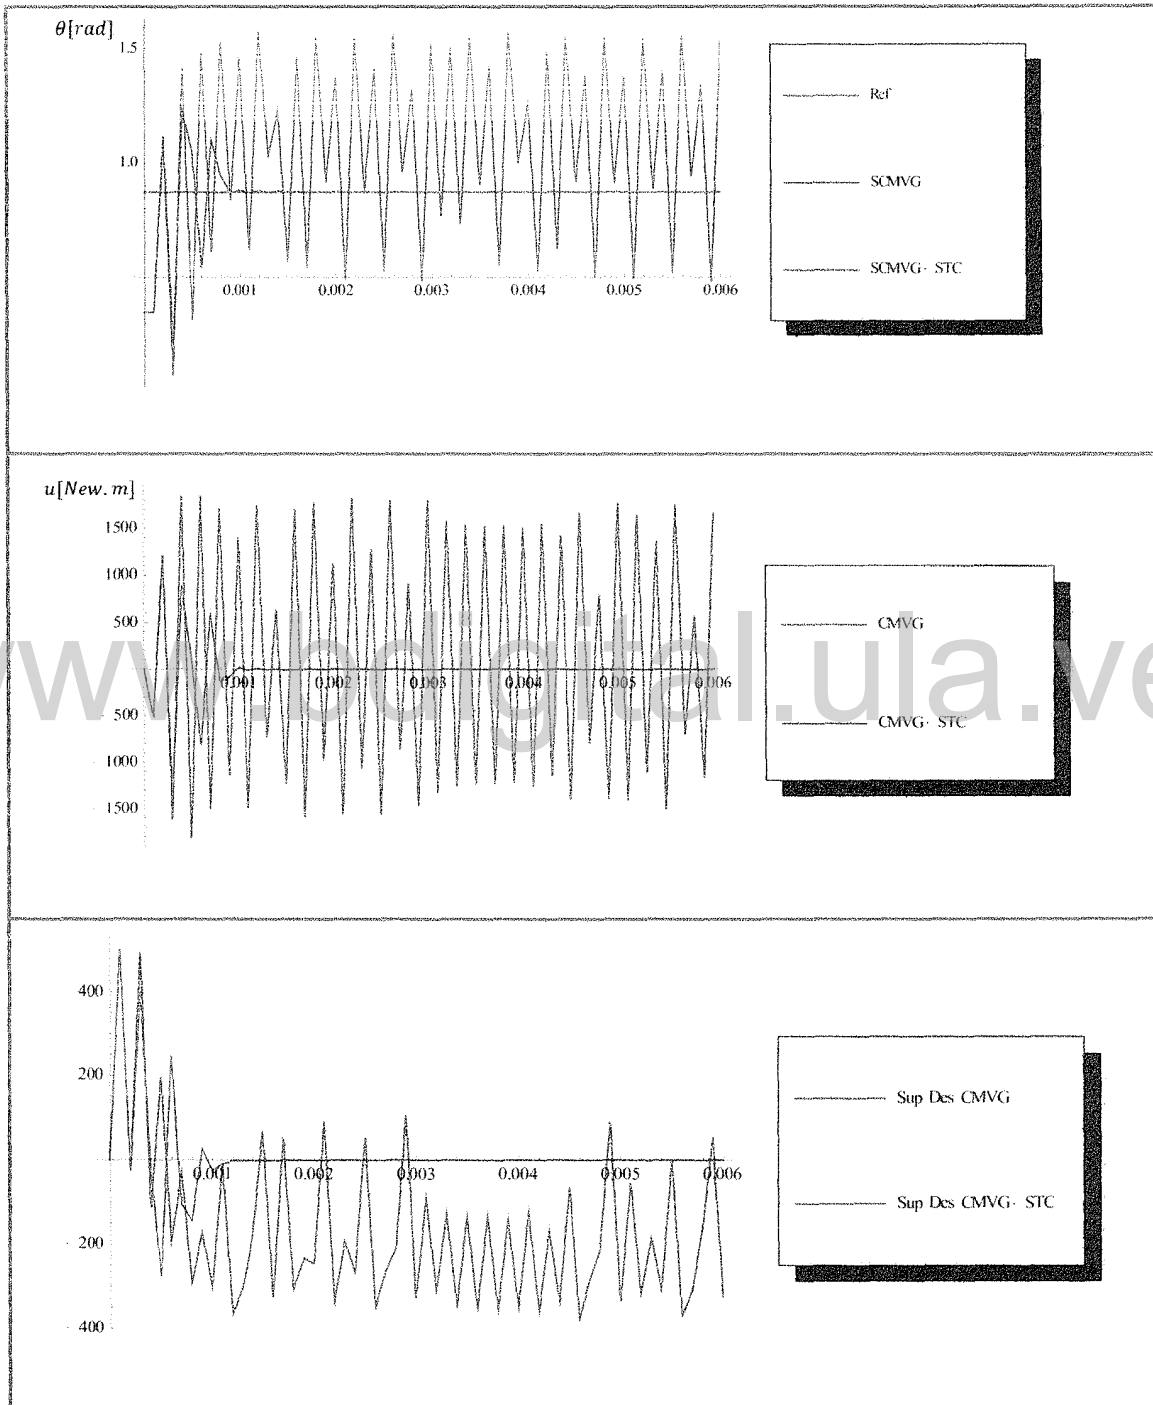 θ[rad]
1.5
1.0
0.001 0.002 0.003 0.004 0.005 0.006
Ref
SCMVG
SCMVG- STC
u[New.m]
1500
1000
500
0.001 0.002 0.003 0.004 0.005 0.006
- 500
- 1000
- 1500
CMVG
CMVG- STC
www.bdigital.ula.ve
400
200
0.001 0.002 0.003 0.004 0.005 0.006
- 200
- 400
Sup Des CMVG
Sup Des CMVG- STC